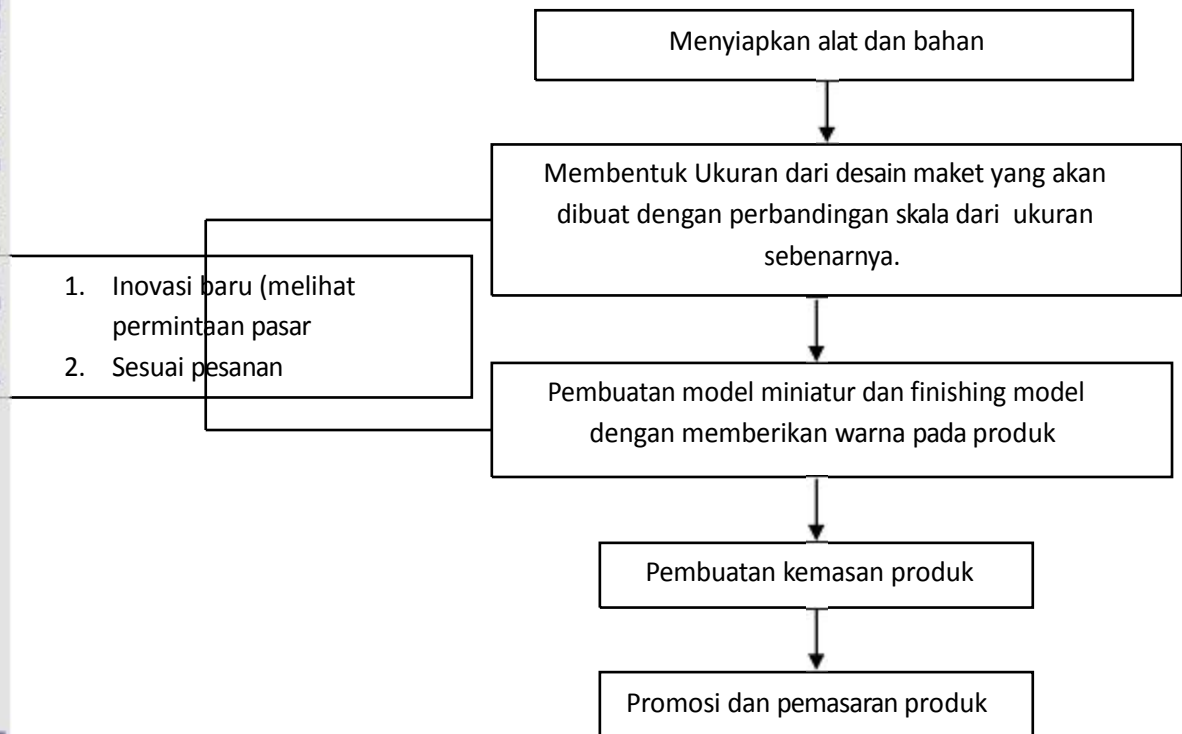 Menyiapkan alat dan bahan
Membentuk Ukuran dari desain maket yang akan
dibuat dengan perbandingan skala dari ukuran
sebenarnya.
1. Inovasi baru (melihat
permintaan pasar
2. Sesuai pesanan
Pembuatan model miniatur dan finishing model
dengan memberikan warna pada produk
Pembuatan kemasan produk
Promosi dan pemasaran produk